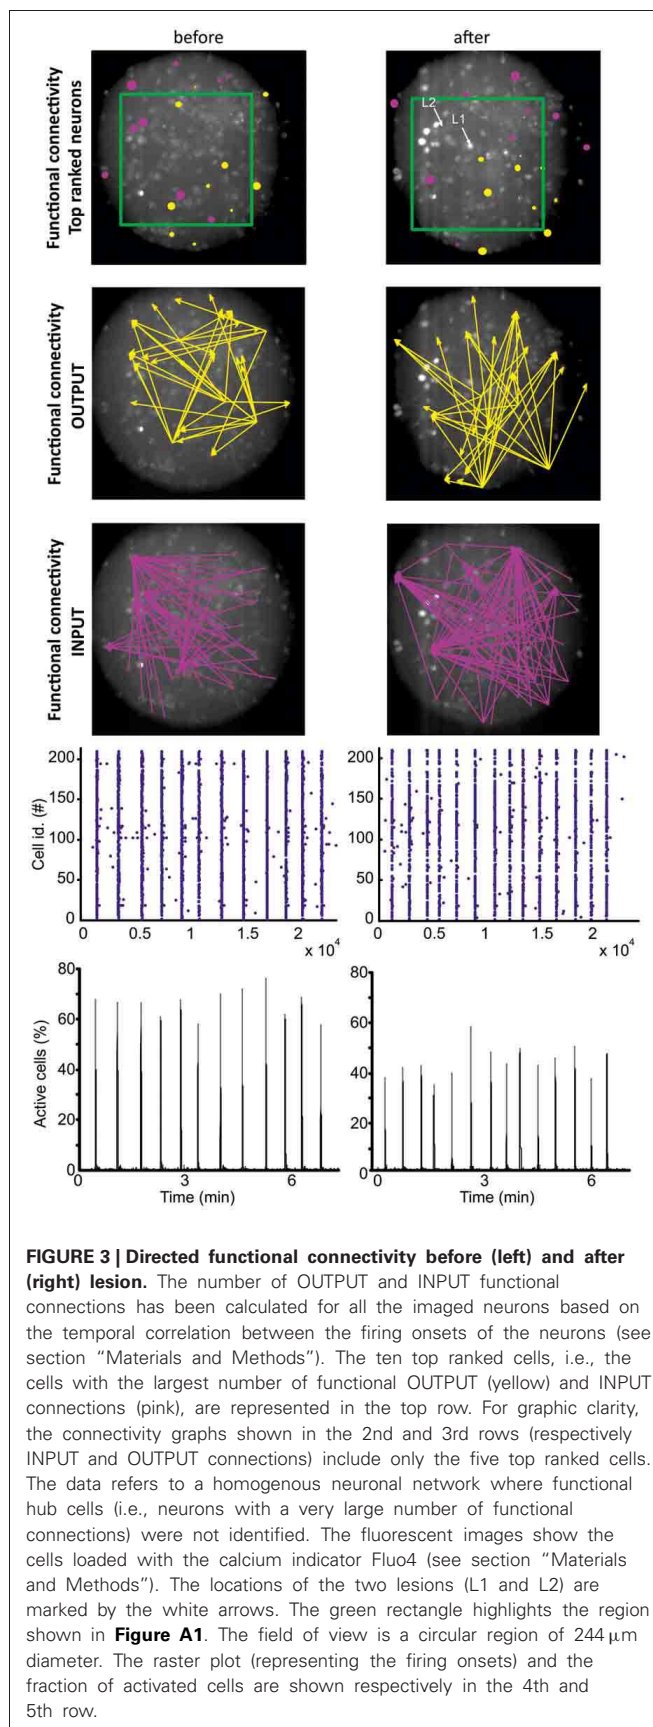 before
after
Functional connectivity
Top ranked neurons
L2
L1
Functional connectivity
OUTPUT
Functional connectivity
INPUT
Cell id. (#)
200
150
100
50
0
0 0.5 1 1.5 2
x 10⁴
200
150
100
50
0
0 0.5 1 1.5 2
x 10⁴
Active cells (%)
80
60
40
20
0
0 3 6
Time (min)
80
60
40
20
0
0 3 6
Time (min)
FIGURE 3 | Directed functional connectivity before (left) and after
(right) lesion. The number of OUTPUT and INPUT functional
connections has been calculated for all the imaged neurons based on
the temporal correlation between the firing onsets of the neurons (see
section “Materials and Methods”). The ten top ranked cells, i.e., the
cells with the largest number of functional OUTPUT (yellow) and INPUT
connections (pink), are represented in the top row. For graphic clarity,
the connectivity graphs shown in the 2nd and 3rd rows (respectively
INPUT and OUTPUT connections) include only the five top ranked cells.
The data refers to a homogenous neuronal network where functional
hub cells (i.e., neurons with a very large number of functional
connections) were not identified. The fluorescent images show the
cells loaded with the calcium indicator Fluo4 (see section “Materials
and Methods”). The locations of the two lesions (L1 and L2) are
marked by the white arrows. The green rectangle highlights the region
shown in Figure A1. The field of view is a circular region of 244 μm
diameter. The raster plot (representing the firing onsets) and the
fraction of activated cells are shown respectively in the 4th and
5th row.